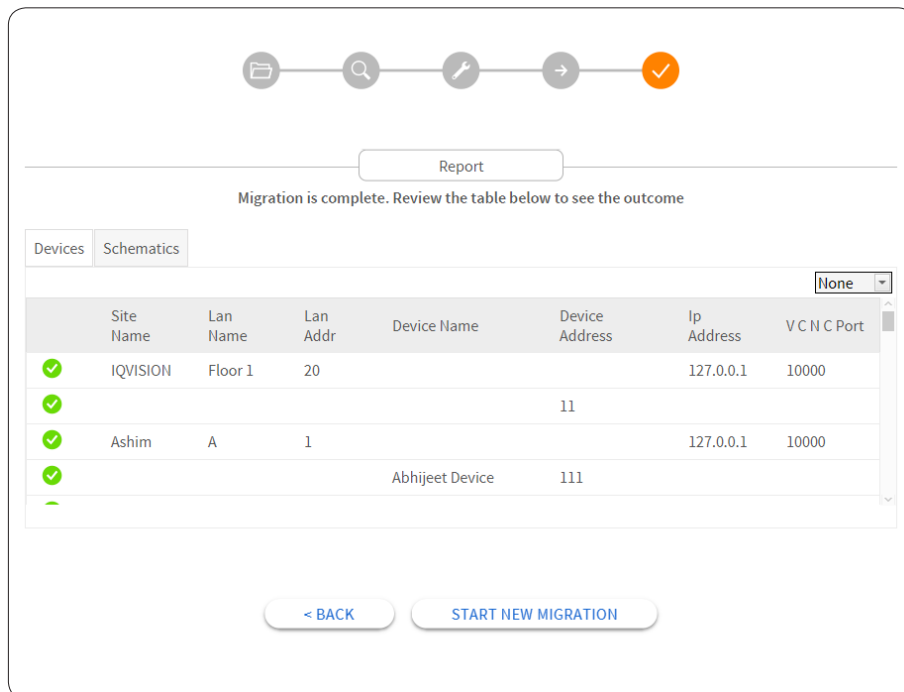 Report
Migration is complete. Review the table below to see the outcome
Devices Schematics
None
Site Name Lan Name Lan Addr Device Name Device Address Ip Address V C N C Port
IQVISION Floor 1 20 127.0.0.1 10000
11
Ashim A 1 127.0.0.1 10000
Abhijeet Device 111
< BACK START NEW MIGRATION